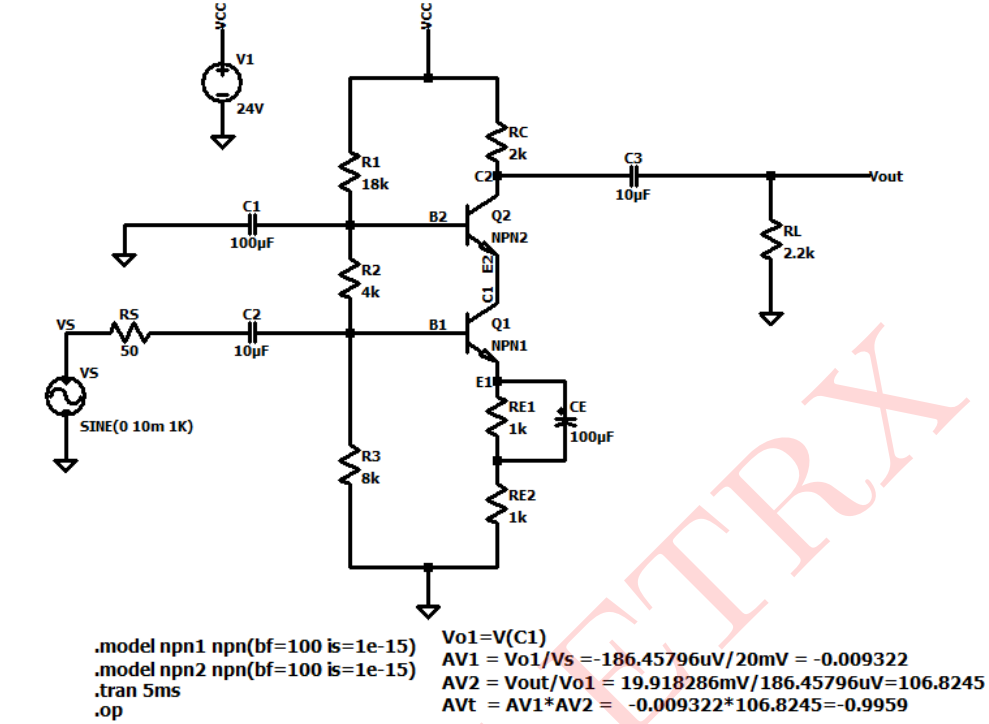 VCC
VCC
V1
24V
RC
2k
R1
18k
C3
10µF
C2
Vout
C1
100µF
B2
Q2
NPN2
RL
2.2k
E2
R2
4k
C1
RS
50
C2
10µF
VS
B1
Q1
NPN1
VS
SINE(0 10m 1K)
E1
RE1
1k
CE
100µF
R3
8k
RE2
1k
.model npn1 npn(bf=100 is=1e-15)
.model npn2 npn(bf=100 is=1e-15)
.tran 5ms
.op
Vo1=V(C1)
AV1 = Vo1/Vs =-186.45796uV/20mV = -0.009322
AV2 = Vout/Vo1 = 19.918286mV/186.45796uV=106.8245
AVt = AV1*AV2 = -0.009322*106.8245=-0.9959
ETRX